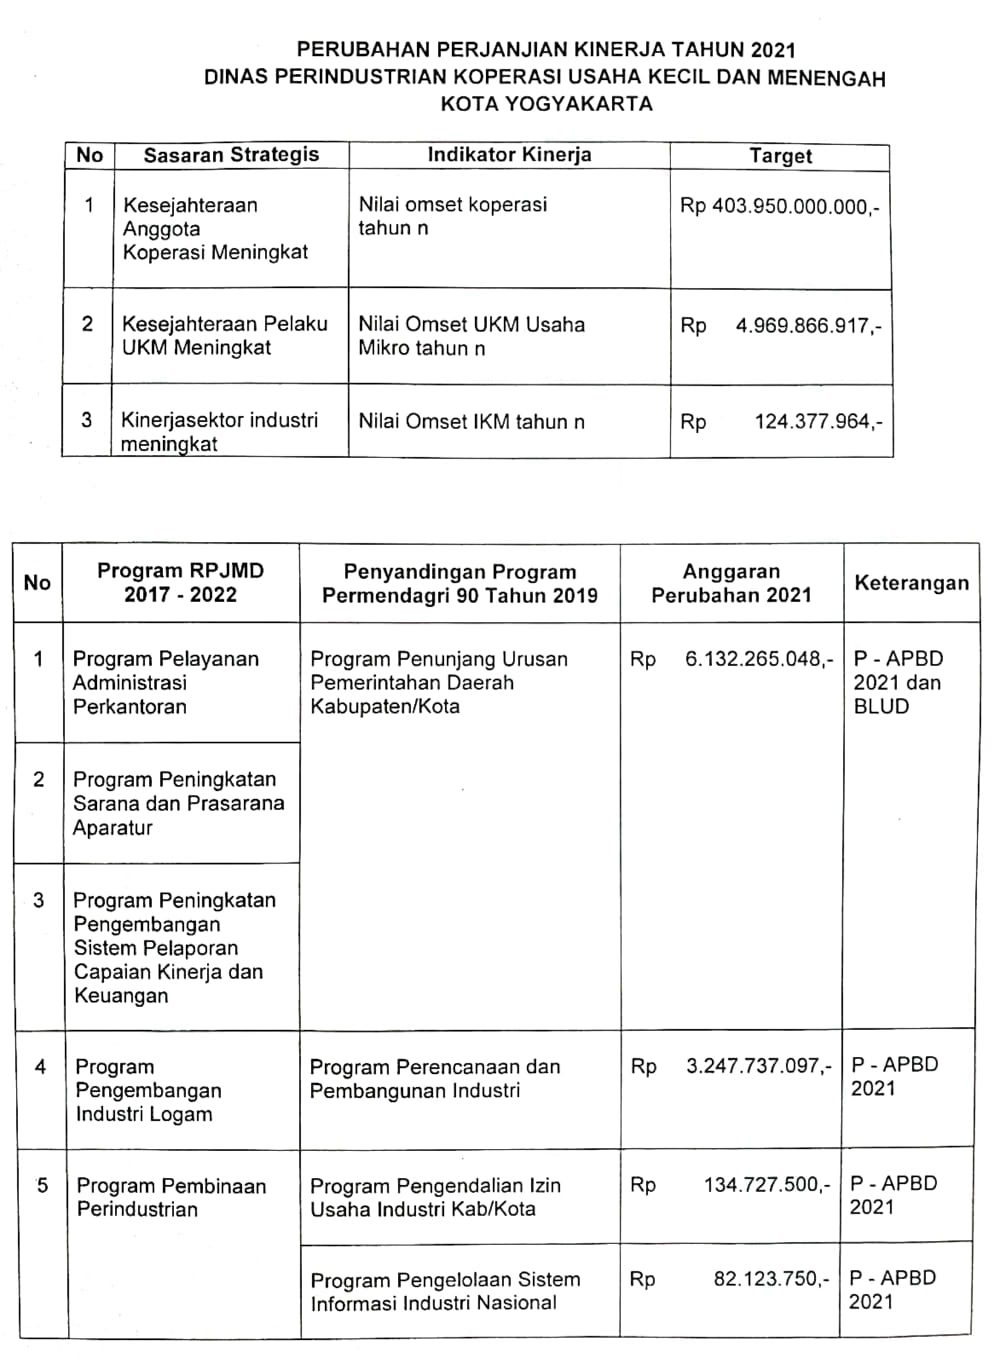 PERUBAHAN PERJANJIAN KINERJA TAHUN 2021
DINAS PERINDUSTRIAN KOPERASI USAHA KECIL DAN MENENGAH
KOTA YOGYAKARTA
No Sasaran Strategis Indikator Kinerja Target
1 Kesejahteraan Nilai omset koperasi Rp 403.950.000.000,-
Anggota tahun n
Koperasi Meningkat
2 Kesejahteraan Pelaku Nilai Omset UKM Usaha Rp 4.969.866.917,-
UKM Meningkat Mikro tahun n
3 Kinerjasektor industri Nilai Omset IKM tahun n Rp 124.377.964,-
meningkat
No Program RPJMD Penyandingan Program Anggaran Keterangan
2017 - 2022 Permendagri 90 Tahun 2019 Perubahan 2021
1 Program Pelayanan Program Penunjang Urusan Rp 6.132.265.048,- P - APBD
Administrasi Pemerintahan Daerah 2021 dan
Perkantoran Kabupaten/Kota BLUD
2 Program Peningkatan
Sarana dan Prasarana
Aparatur
3 Program Peningkatan
Pengembangan
Sistem Pelaporan
Capaian Kinerja dan
Keuangan
4 Program Program Perencanaan dan Rp 3.247.737.097,- P - APBD
Pengembangan Pembangunan Industri 2021
Industri Logam
5 Program Pembinaan Program Pengendalian Izin Rp 134.727.500,- P - APBD
Perindustrian Usaha Industri Kab/Kota 2021
Program Pengelolaan Sistem Rp 82.123.750,- P - APBD
Informasi Industri Nasional 2021